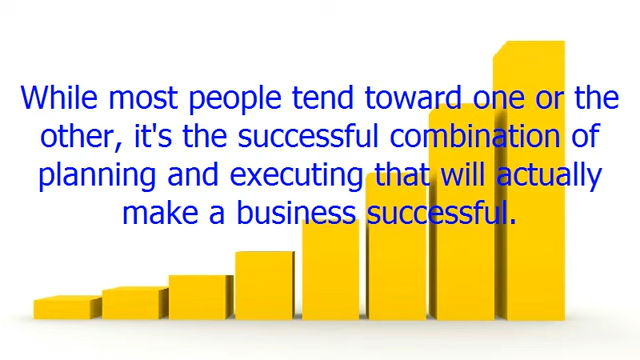 While most people tend toward one or the
other, it's the successful combination of
planning and executing that will actually
make a business successful.